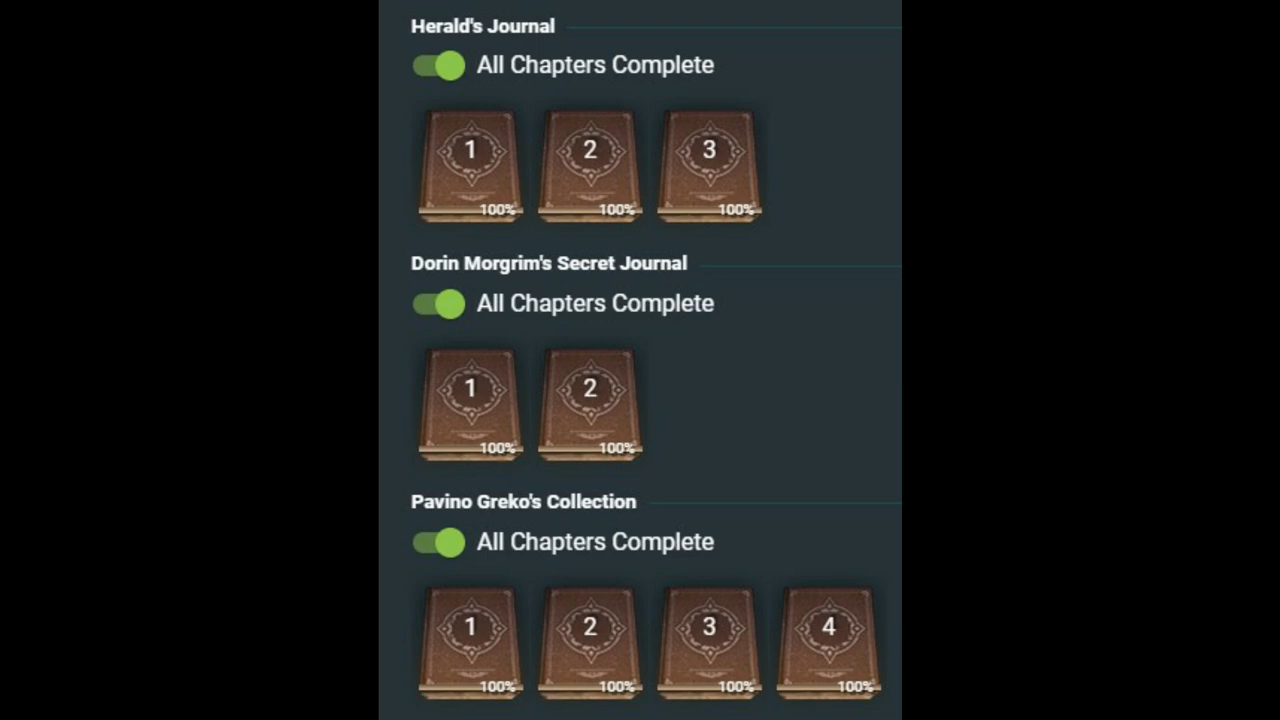 Herald's Journal
All Chapters Complete
1 2 3
100% 100% 100%
Dorin Morgrim's Secret Journal
All Chapters Complete
1 2
100% 100%
Pavino Greko's Collection
All Chapters Complete
1 2 3 4
100% 100% 100% 100%